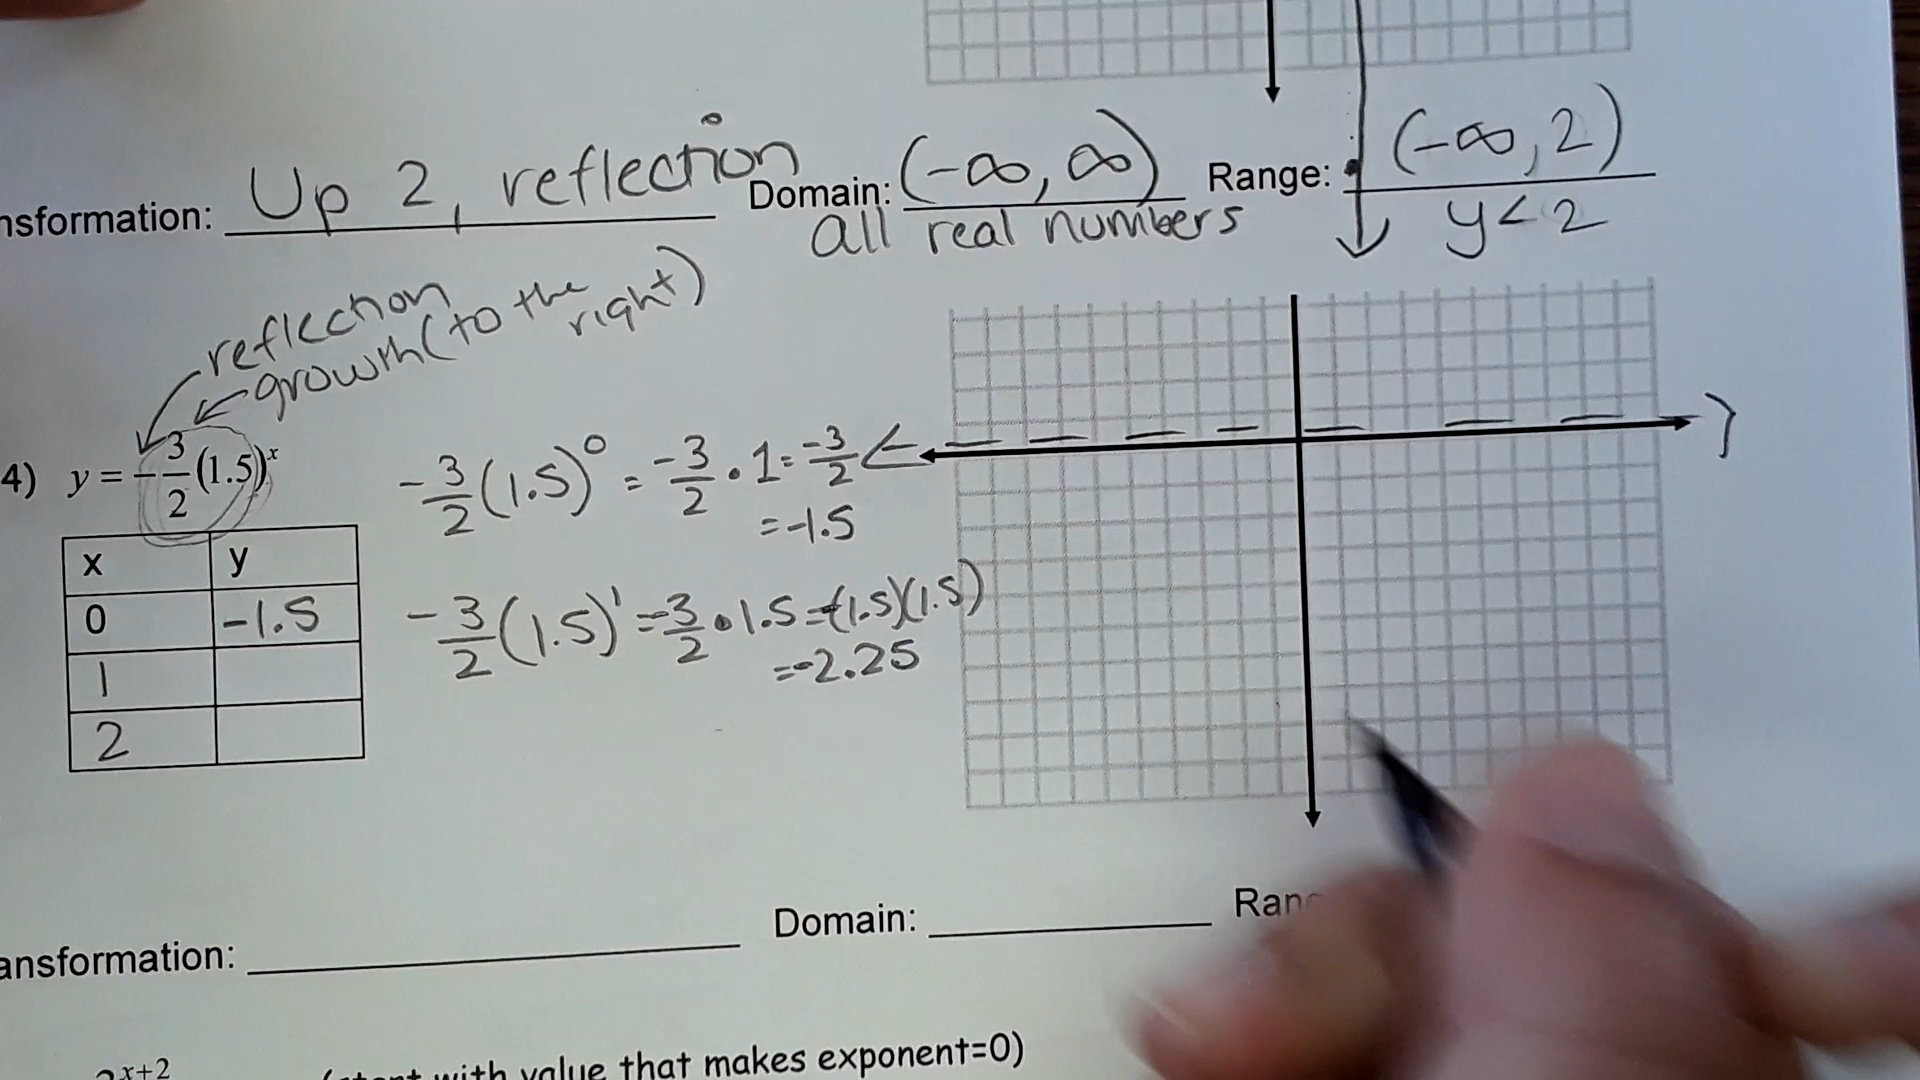 nsformation: Up 2, reflection Domain: (-∞, ∞) Range: (-∞, 2)
all real numbers y < 2
reflection
growth (to the right)
4) y = -3/2(1.5)^x
x y
0 -1.5
1
2
-3/2(1.5)^0 = -3/2 • 1 = -3/2
= -1.5
-3/2(1.5)^1 = -3/2 • 1.5 = -(1.5)(1.5)
= -2.25
ansformation: Domain: Ran
x+2
with value that makes exponent=0)